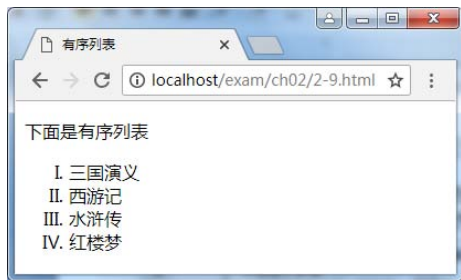 有序列表
localhost/exam/ch02/2-9.html
下面是有序列表
I. 三国演义
II. 西游记
III. 水浒传
IV. 红楼梦